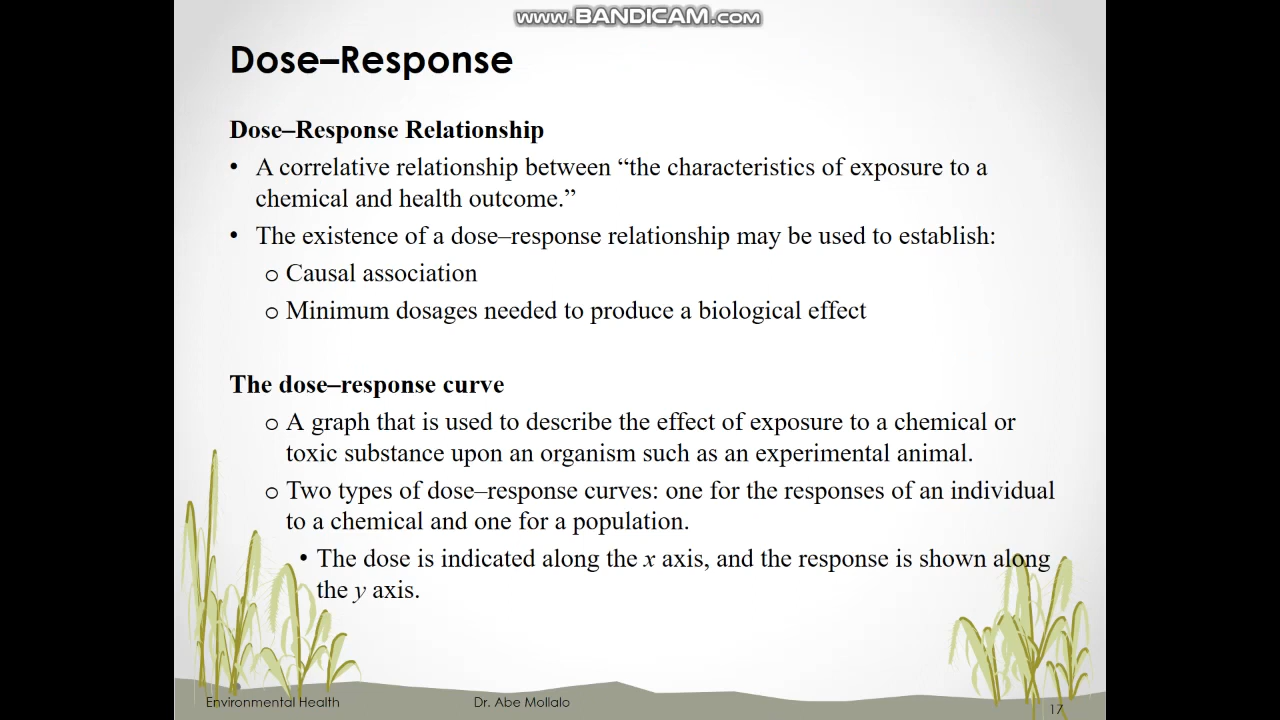 www.BANDICAM.com
Dose–Response
Dose–Response Relationship
• A correlative relationship between “the characteristics of exposure to a
chemical and health outcome.”
• The existence of a dose–response relationship may be used to establish:
o Causal association
o Minimum dosages needed to produce a biological effect
The dose–response curve
o A graph that is used to describe the effect of exposure to a chemical or
toxic substance upon an organism such as an experimental animal.
o Two types of dose–response curves: one for the responses of an individual
to a chemical and one for a population.
• The dose is indicated along the x axis, and the response is shown along
the y axis.
Environmental Health Dr. Abe Mollalo 17